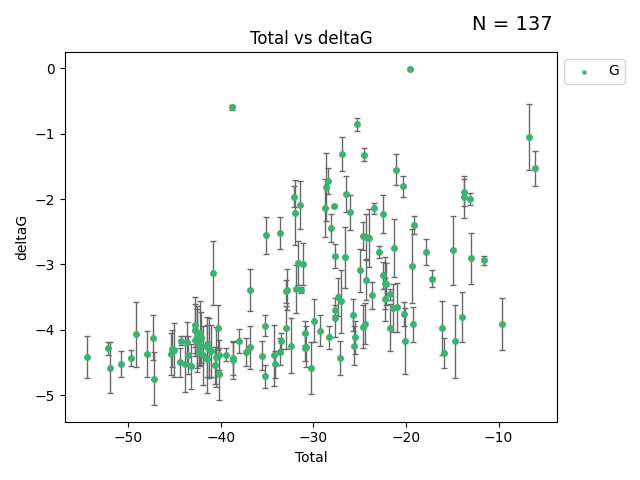 N = 137
Total vs deltaG
G
deltaG
0
−1
−2
−3
−4
−5
−50
−40
−30
−20
−10
Total